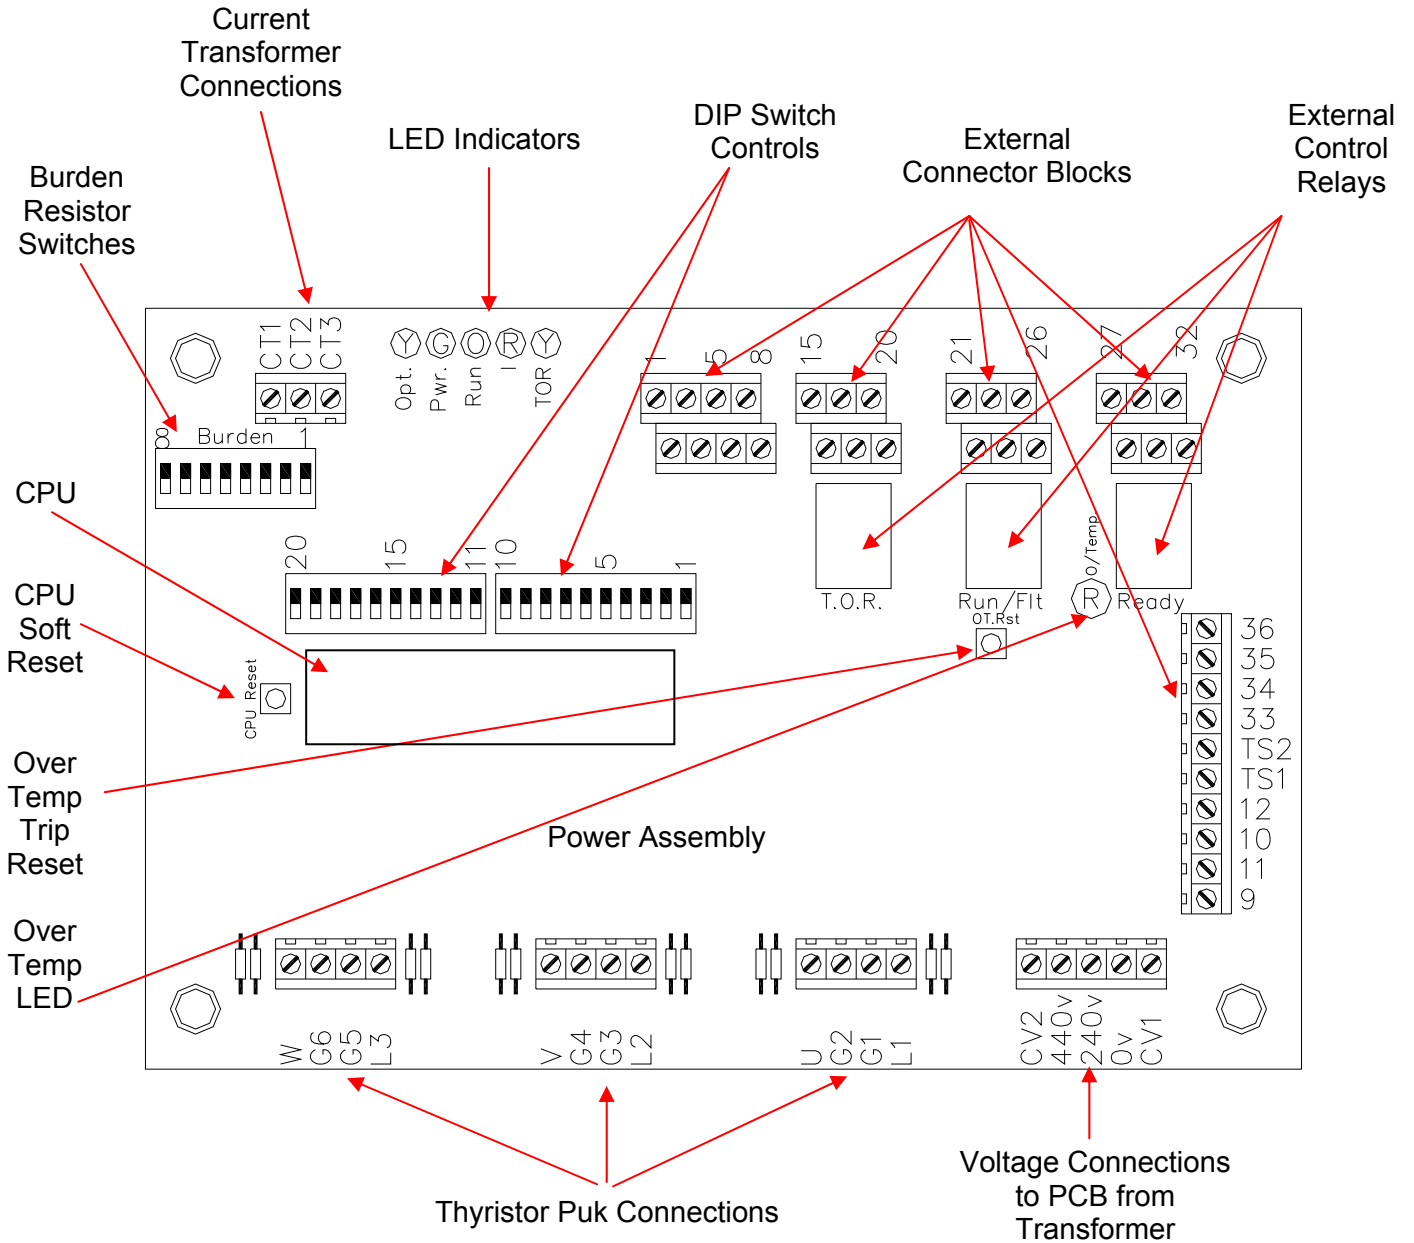 Current
Transformer
Connections
LED Indicators
DIP Switch
Controls
External
Connector Blocks
External
Control
Relays
Burden
Resistor
Switches
CT1
CT2
CT3
Y G O R Y
Opt.
Pwr.
Run
I
TOR
1 5 8
15 20
21 26
27 32
8 Burden 1
CPU
20 15 11
10 5 1
O/Temp.
T.O.R.
Run/Flt
R
Ready
OT.Rst
CPU
Soft
Reset
CPU Reset
36
35
34
33
TS2
TS1
12
10
11
9
Over
Temp
Trip
Reset
Power Assembly
Over
Temp
LED
W
G6
G5
L3
V
G4
G3
L2
U
G2
G1
L1
CV2
440v
240v
0v
CV1
Thyristor Puk Connections
Voltage Connections
to PCB from
Transformer